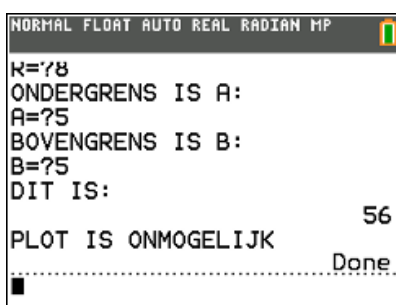 NORMAL FLOAT AUTO REAL RADIAN MP
R=?8
ONDERGRENS IS A:
A=?5
BOVENGRENS IS B:
B=?5
DIT IS:
56
PLOT IS ONMOGELIJK
Done